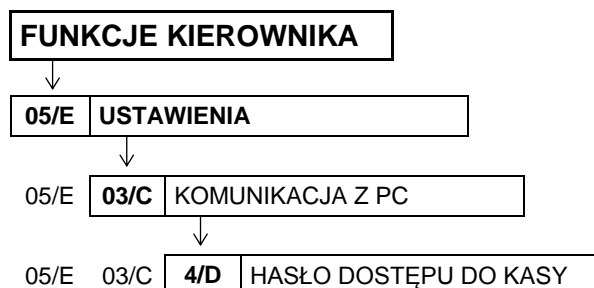 FUNKCJE KIEROWNIKA
05/E USTAWIENIA
05/E 03/C KOMUNIKACJA Z PC
05/E 03/C 4/D HASŁO DOSTĘPU DO KASY